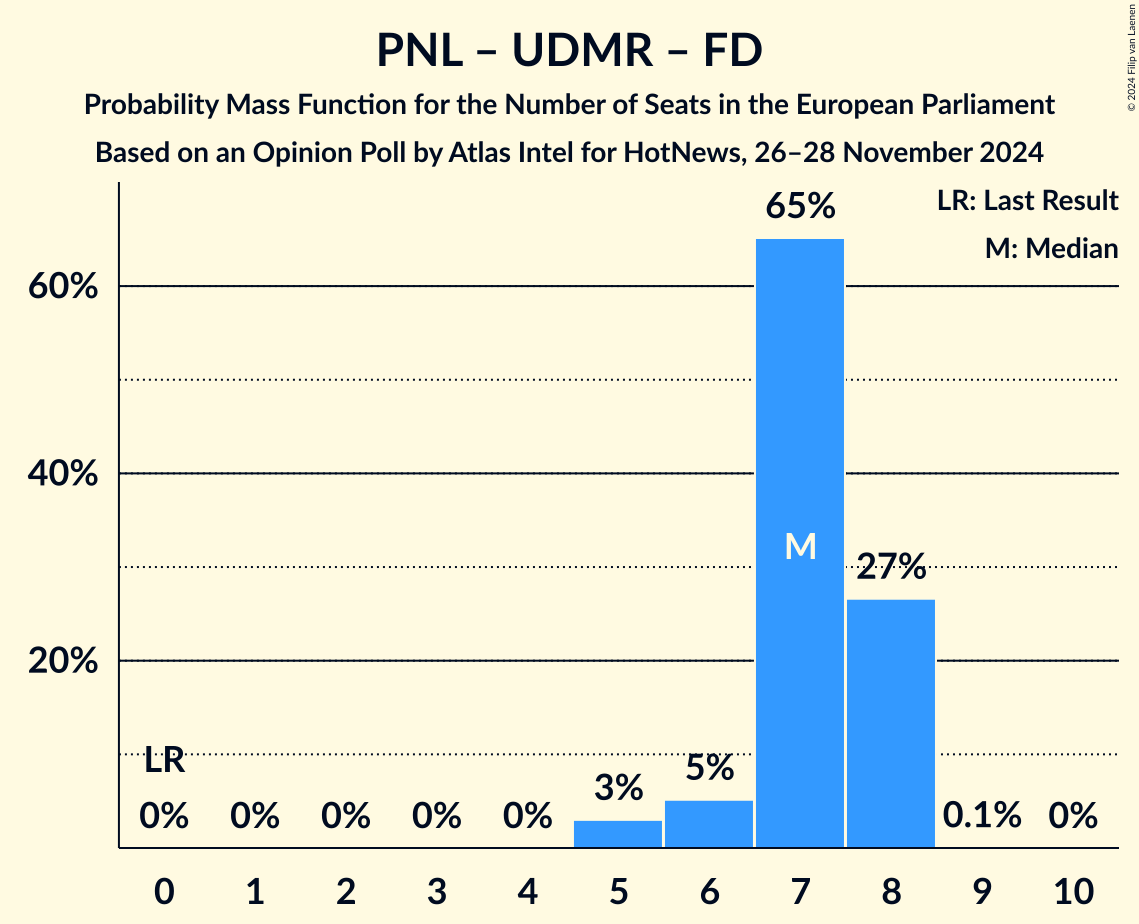 PNL – UDMR – FD
Probability Mass Function for the Number of Seats in the European Parliament
Based on an Opinion Poll by Atlas Intel for HotNews, 26–28 November 2024
© 2024 Filip van Laenen
LR: Last Result
M: Median
65%
60%
40%
M
27%
20%
LR
0% 0% 0% 0% 0% 3% 5% 0.1% 0%
0 1 2 3 4 5 6 7 8 9 10